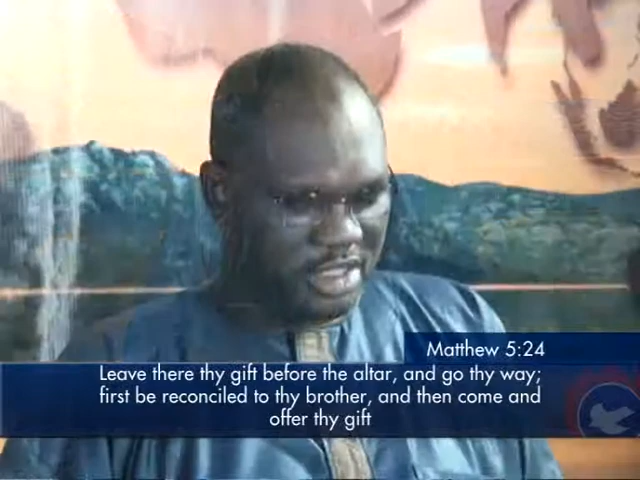 Matthew 5:24
Leave there thy gift before the altar, and go thy way;
first be reconciled to thy brother, and then come and
offer thy gift